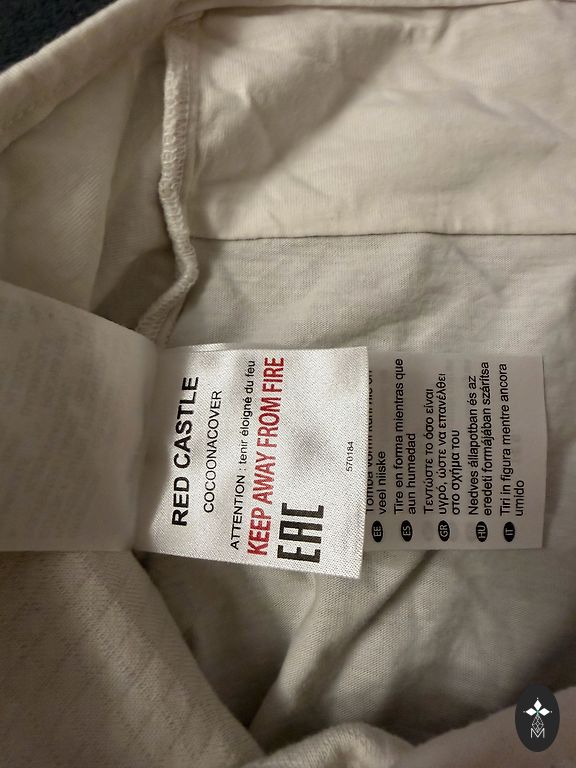 RED CASTLE
COCOONACOVER
ATTENTION : tenir éloigné du feu
KEEP AWAY FROM FIRE
EAC
570184
EE
veel niiske
ES Tire en forma mientras que
aun humedad
GR Τεντώστε το όσο είναι
υγρό, ώστε να επανέλθει
στο σχήμα του
HU Nedves állapotban és az
eredeti formájában szárítsa
IT Tiri in figura mentre ancora
umido
M